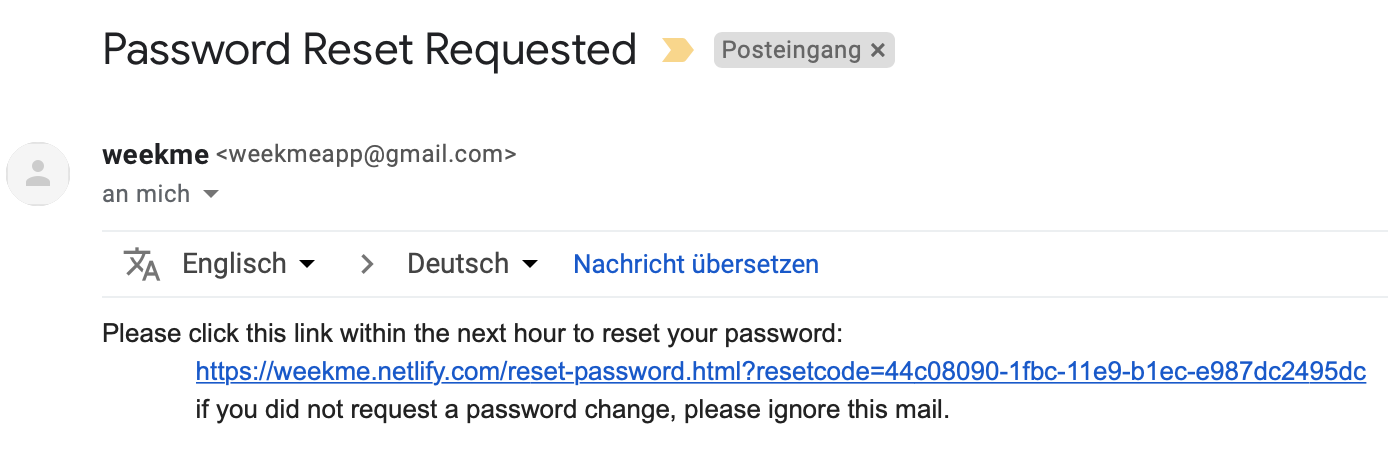 Password Reset Requested Posteingang ×
weekme <weekmeapp@gmail.com>
an mich
Englisch > Deutsch Nachricht übersetzen
Please click this link within the next hour to reset your password:
https://weekme.netlify.com/reset-password.html?resetcode=44c08090-1fbc-11e9-b1ec-e987dc2495dc
if you did not request a password change, please ignore this mail.